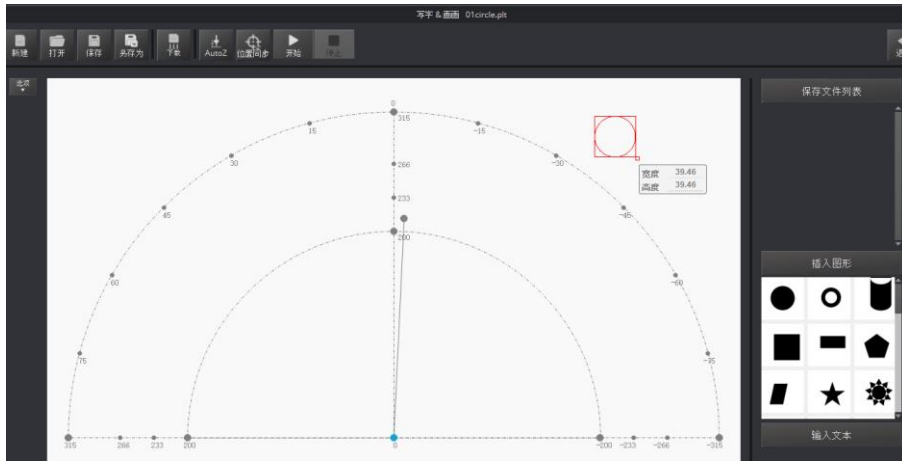 写字 & 画画 01circle.plt
新建 打开 保存 另存为 下载 AutoZ 位置同步 开始 停止
选项
保存文件列表
0
315
15 -15
30 -30
266
宽度 39.46
高度 39.46
233
45 -45
200
60 -60
插入图形
75 -75
315 266 233 200 0 -200 -233 -266 -315
输入文本